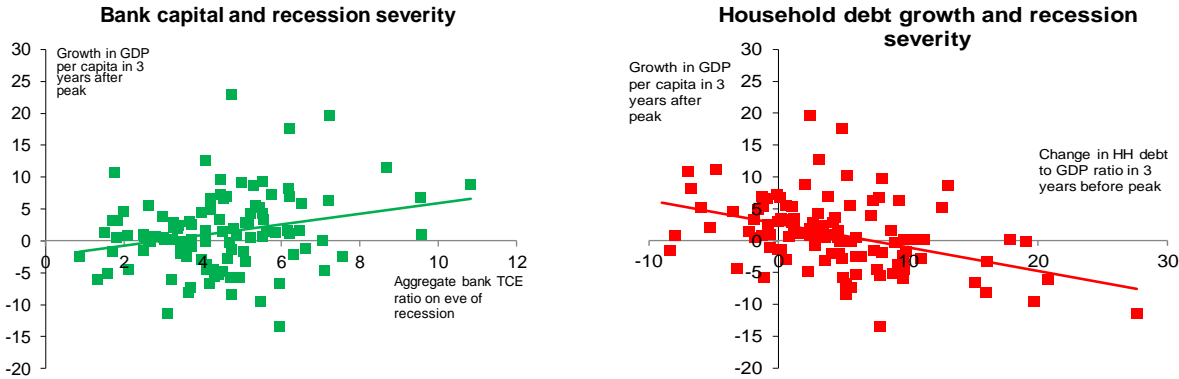 Bank capital and recession severity
Growth in GDP
per capita in 3
years after
peak
30
25
20
15
10
5
0
-5
-10
-15
-20
0
2
4
6
8
10
12
Aggregate bank TCE
ratio on eve of
recession
Household debt growth and recession
severity
Growth in GDP
per capita in 3
years after
peak
30
25
20
15
10
5
0
-5
-10
-15
-20
-10
0
10
20
30
Change in HH debt
to GDP ratio in 3
years before peak